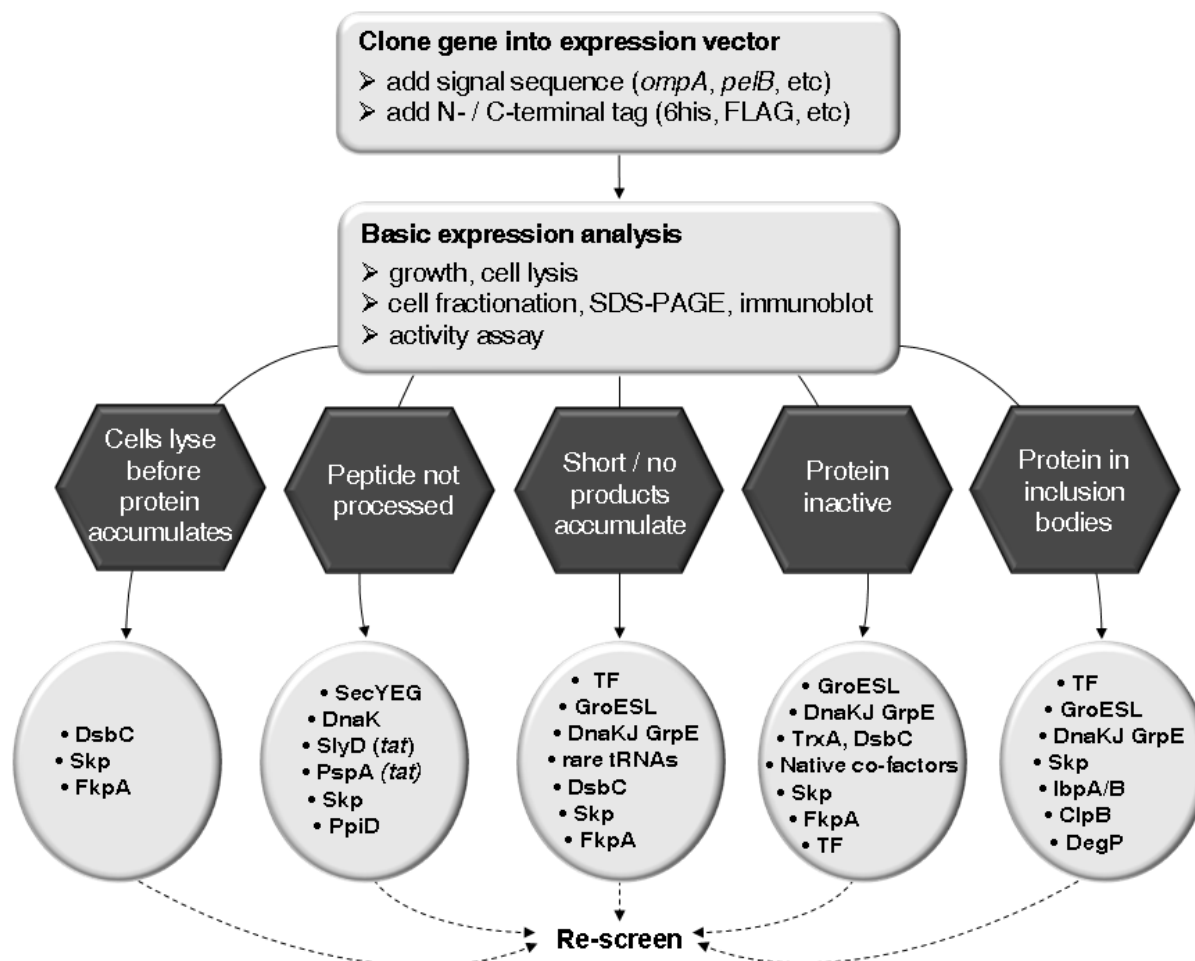 Clone gene into expression vector
➢ add signal sequence (ompA, pelB, etc)
➢ add N- / C-terminal tag (6his, FLAG, etc)
Basic expression analysis
➢ growth, cell lysis
➢ cell fractionation, SDS-PAGE, immunoblot
➢ activity assay
Cells lyse
before
protein
accumulates
Peptide not
processed
Short / no
products
accumulate
Protein
inactive
Protein in
inclusion
bodies
• DsbC
• Skp
• FkpA
• SecYEG
• DnaK
• SlyD (tat)
• PspA (tat)
• Skp
• PpiD
• TF
• GroESL
• DnaKJ GrpE
• rare tRNAs
• DsbC
• Skp
• FkpA
• GroESL
• DnaKJ GrpE
• TrxA, DsbC
• Native co-factors
• Skp
• FkpA
• TF
• TF
• GroESL
• DnaKJ GrpE
• Skp
• IbpA/B
• ClpB
• DegP
Re-screen